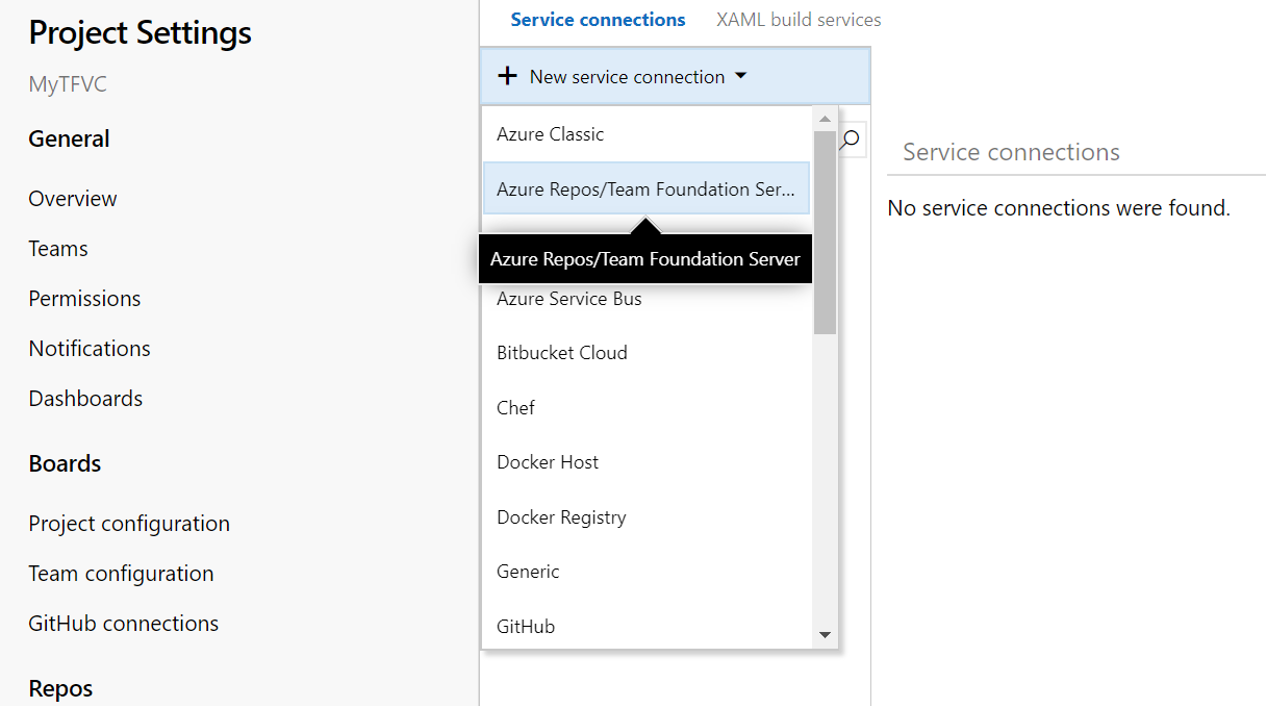 Project Settings
MyTFVC
General
Overview
Teams
Permissions
Notifications
Dashboards
Boards
Project configuration
Team configuration
GitHub connections
Repos
Service connections
XAML build services
New service connection
Azure Classic
Azure Repos/Team Foundation Ser...
Azure Repos/Team Foundation Server
Azure Service Bus
Bitbucket Cloud
Chef
Docker Host
Docker Registry
Generic
GitHub
Service connections
No service connections were found.